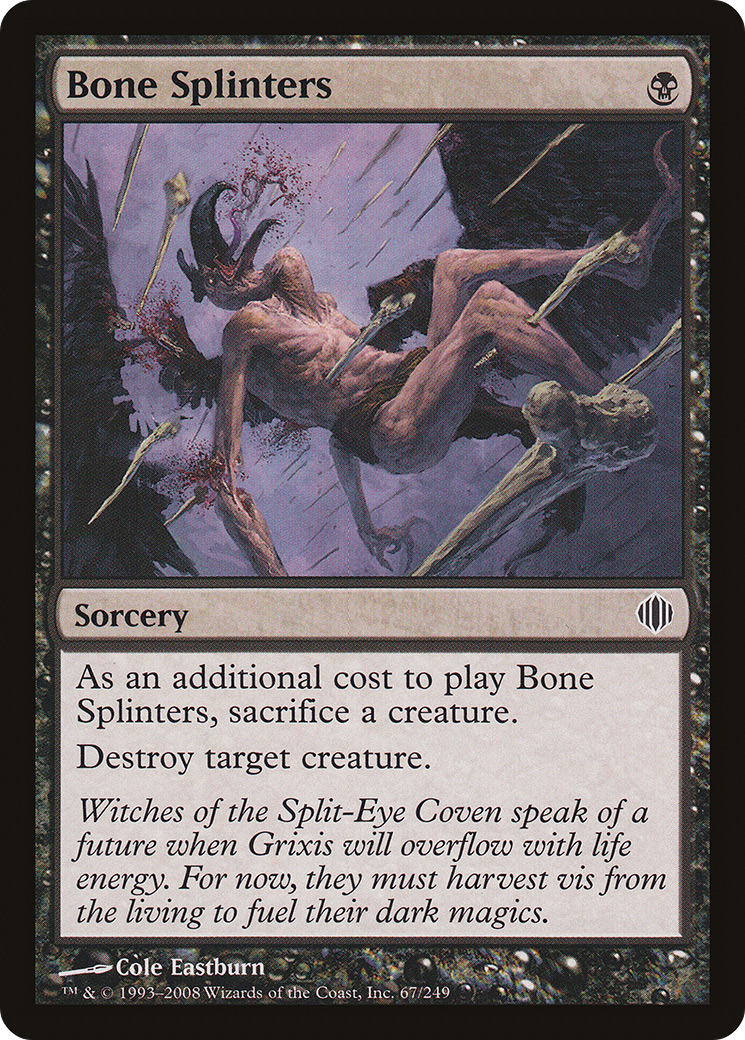 Bone Splinters
Sorcery
As an additional cost to play Bone
Splinters, sacrifice a creature.
Destroy target creature.
Witches of the Split-Eye Coven speak of a
future when Grixis will overflow with life
energy. For now, they must harvest vis from
the living to fuel their dark magics.
Cole Eastburn
™ & © 1993–2008 Wizards of the Coast, Inc. 67/249